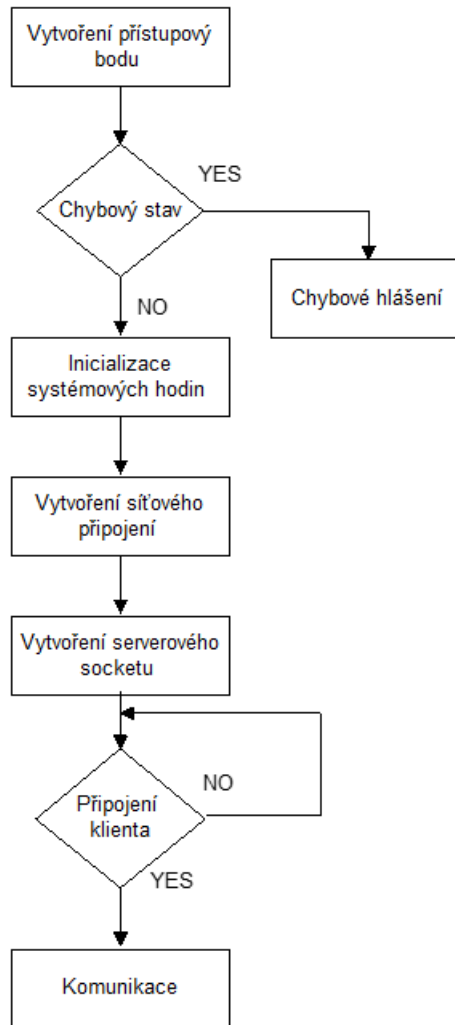 Vytvoření přístupový
bodu
YES
Chybový stav
Chybové hlášení
NO
Inicializace
systémových hodin
Vytvoření síťového
připojení
Vytvoření serverového
socketu
NO
Připojení
klienta
YES
Komunikace